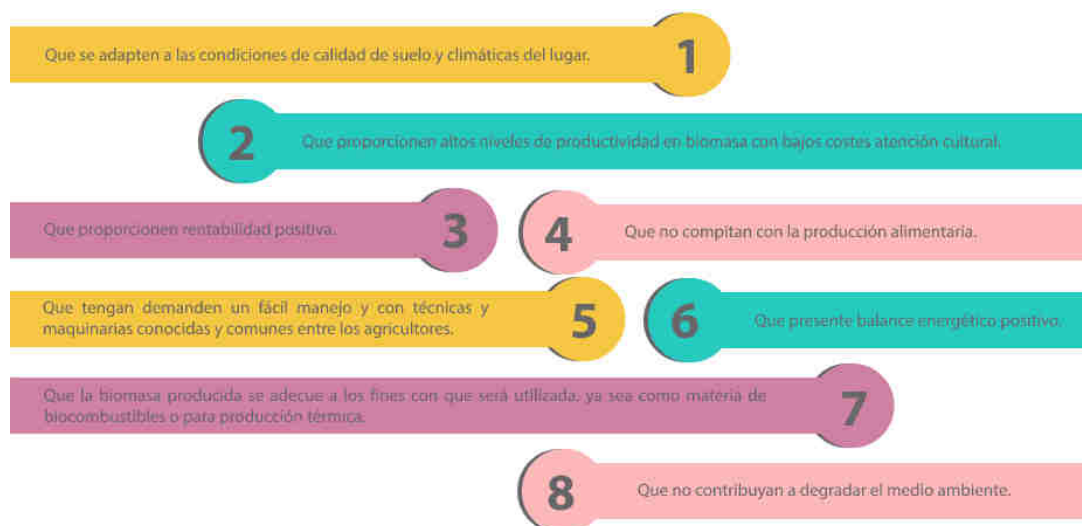 Que se adapten a las condiciones de calidad de suelo y climáticas del lugar.
1
2
Que proporcionen altos niveles de productividad en biomasa con bajos costes atención cultural.
Que proporcionen rentabilidad positiva.
3
4
Que no compitan con la producción alimentaria.
Que tengan demanden un fácil manejo y con técnicas y
maquinarias conocidas y comunes entre los agricultores.
5
6
Que presente balance energético positivo.
Que la biomasa producida se adecue a los fines con que será utilizada, ya sea como materia de
biocombustibles o para producción térmica.
7
8
Que no contribuyan a degradar el medio ambiente.